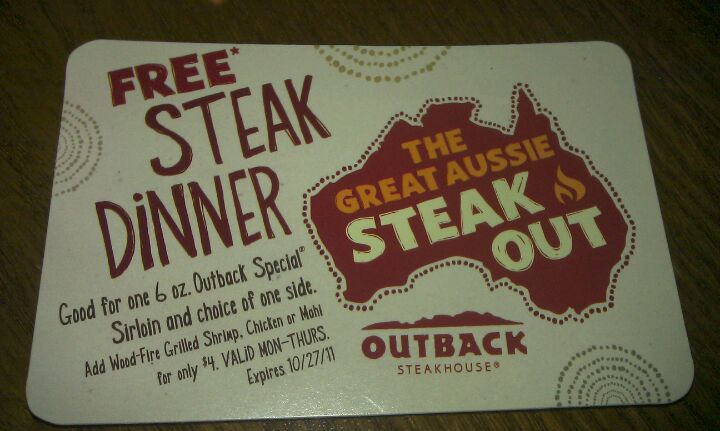 FREE*
STEAK
DiNNER
Good for one 6 oz. Outback Special®
Sirloin and choice of one side.
Add Wood-Fire Grilled Shrimp, Chicken or Mahi
for only $4. VALiD MON-THURS.
Expires 10/27/11
THE
GREAT AUSSIE
STEAK
OUT
OUTBACK
STEAKHOUSE®